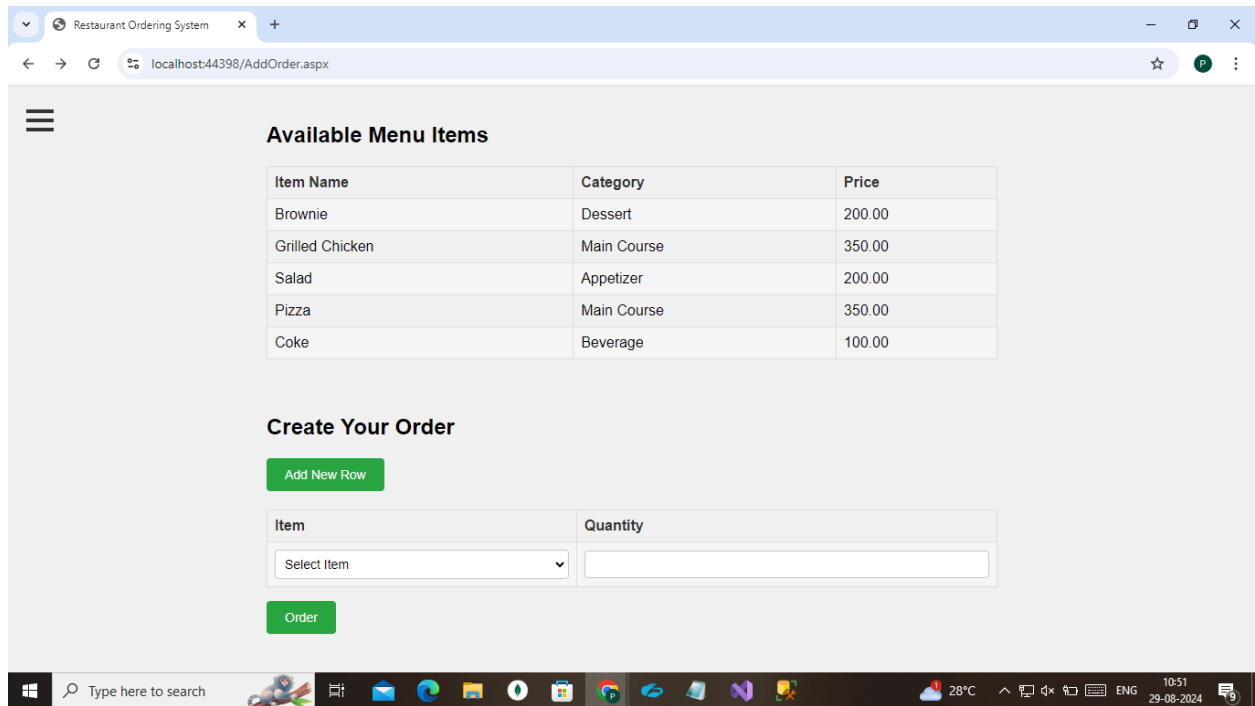 Restaurant Ordering System
localhost:44398/AddOrder.aspx
P
Available Menu Items
Item Name Category Price
Brownie Dessert 200.00
Grilled Chicken Main Course 350.00
Salad Appetizer 200.00
Pizza Main Course 350.00
Coke Beverage 100.00
Create Your Order
Add New Row
Item Quantity
Select Item
Order
Type here to search 1 28°C ENG 10:51
29-08-2024 9